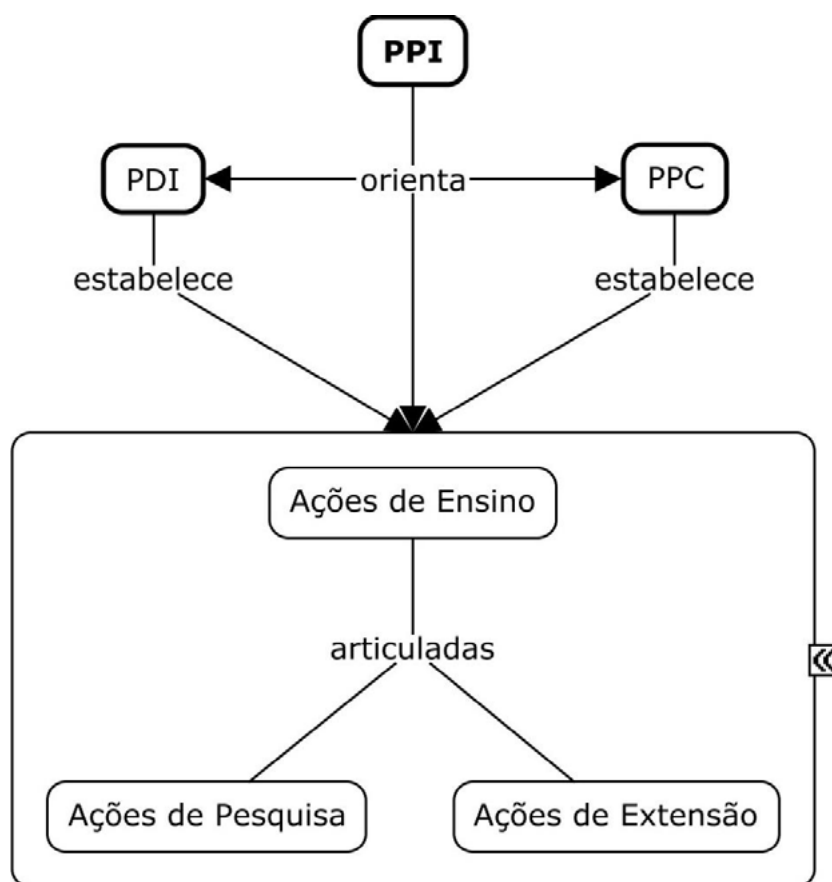 PPI
PDI
orienta
PPC
estabelece
estabelece
Ações de Ensino
articuladas
Ações de Pesquisa
Ações de Extensão